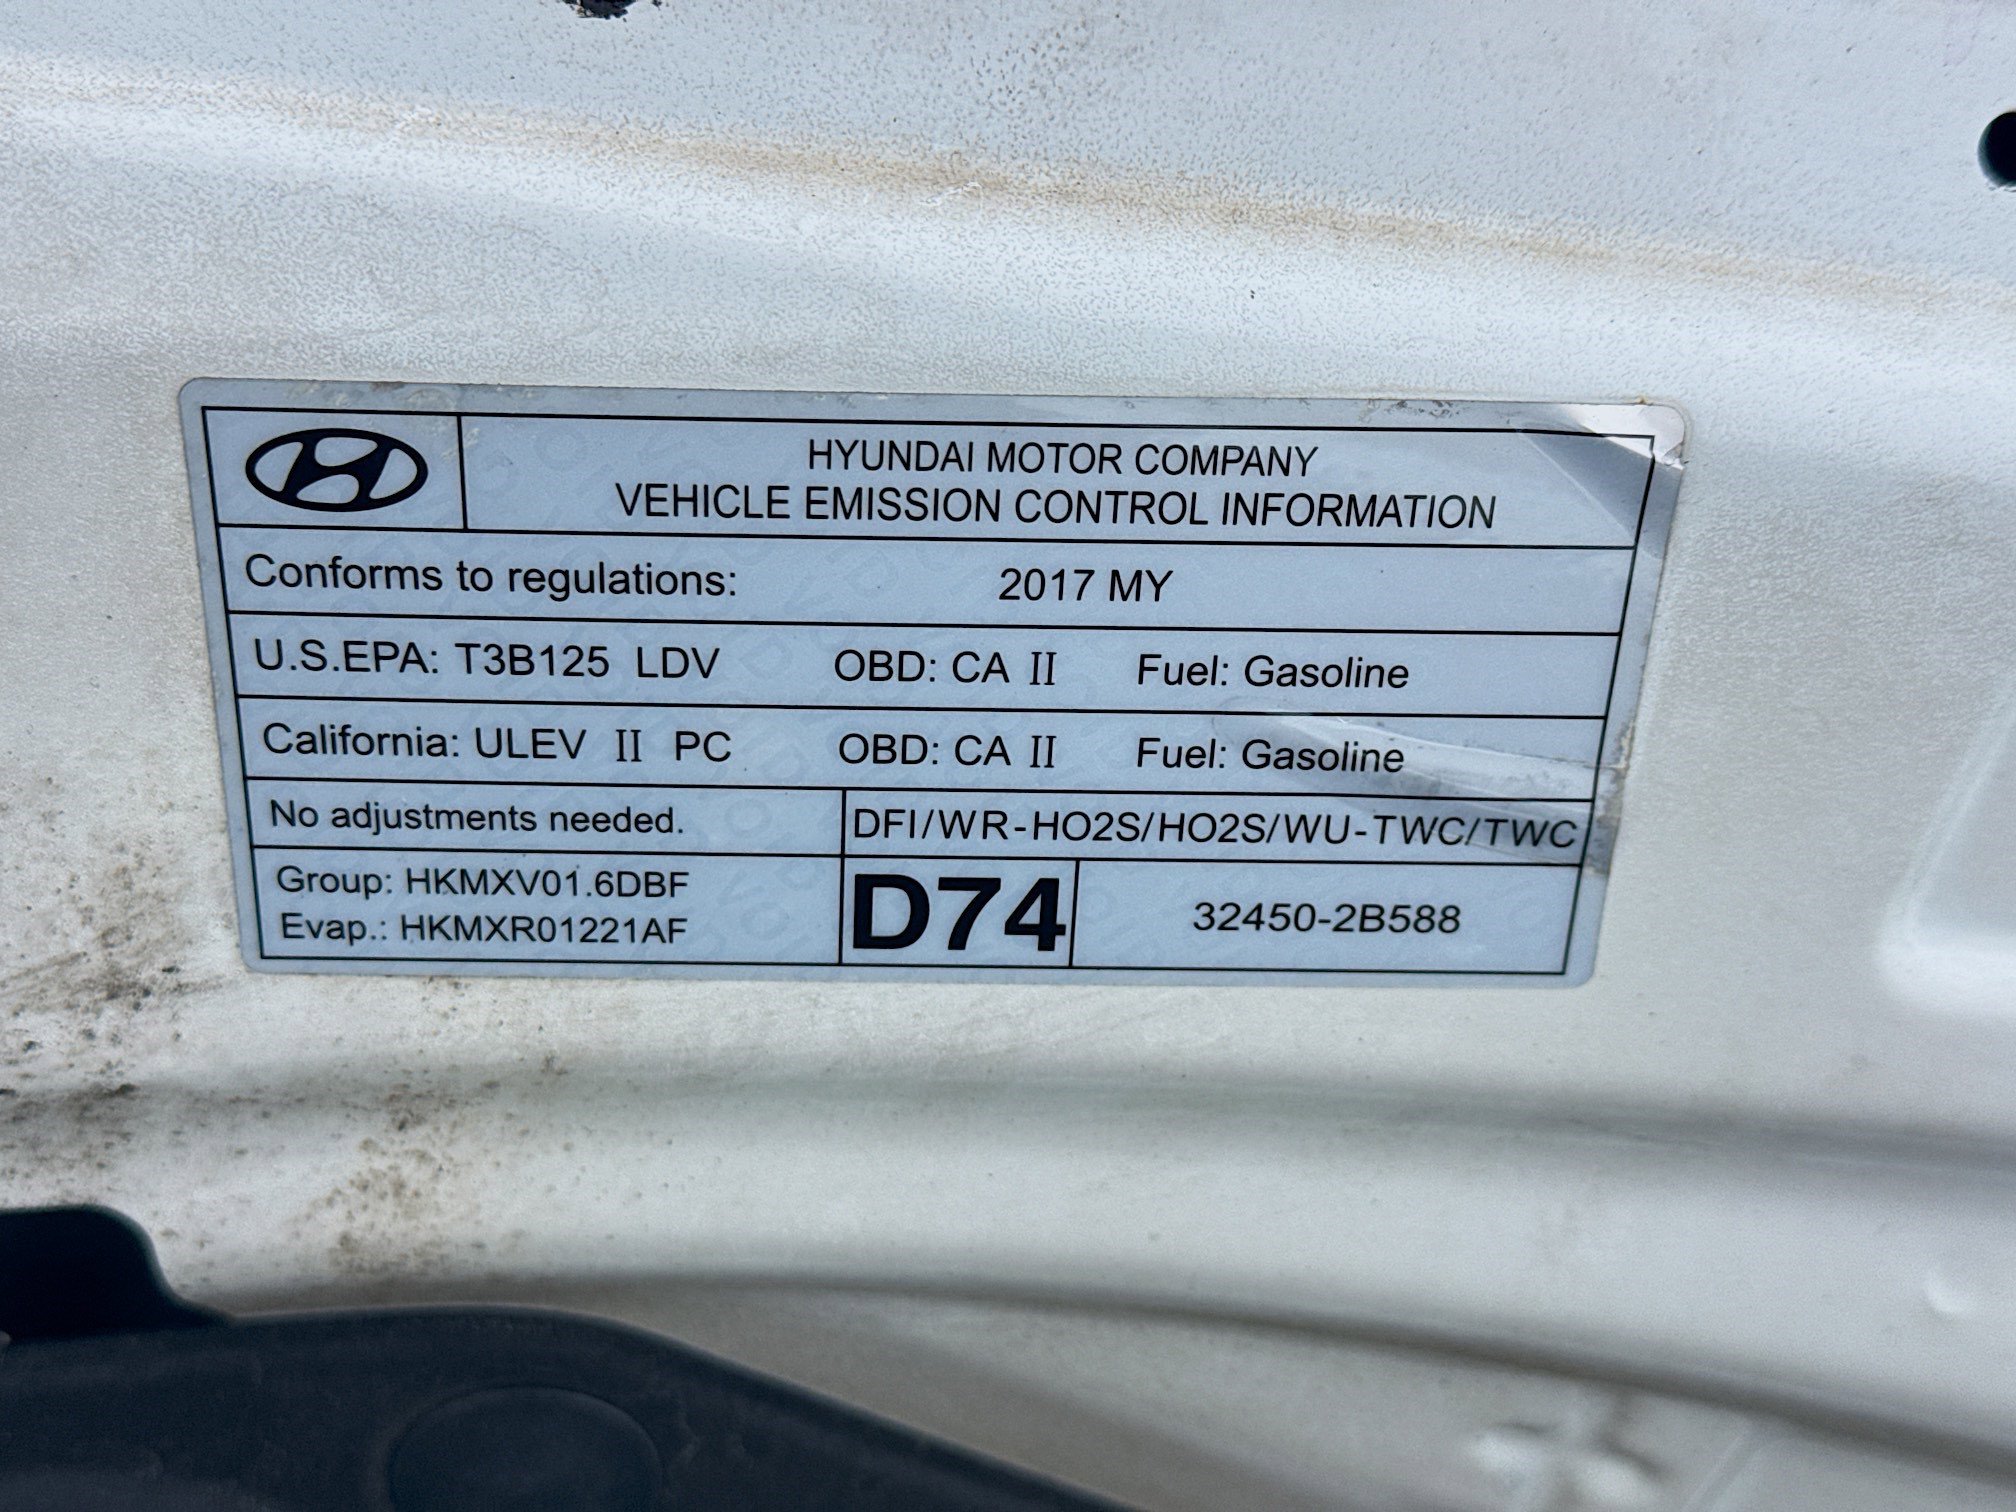 HYUNDAI MOTOR COMPANY
VEHICLE EMISSION CONTROL INFORMATION
Conforms to regulations: 2017 MY
U.S.EPA: T3B125 LDV OBD: CA II Fuel: Gasoline
California: ULEV II PC OBD: CA II Fuel: Gasoline
No adjustments needed. DFI/WR-HO2S/HO2S/WU-TWC/TWC
Group: HKMXV01.6DBF
Evap.: HKMXR01221AF
D74 32450-2B588